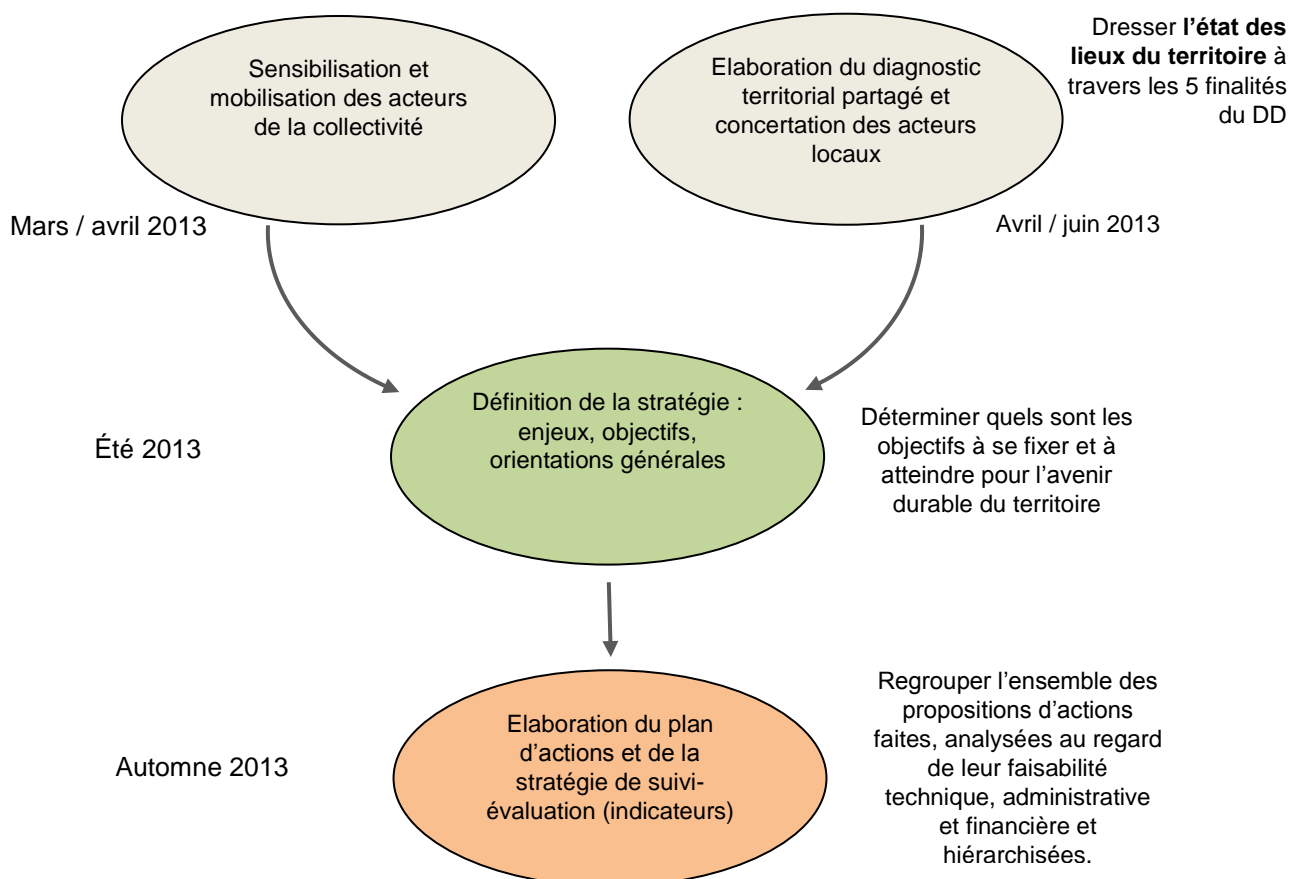 Sensibilisation et
mobilisation des acteurs
de la collectivité
Elaboration du diagnostic
territorial partagé et
concertation des acteurs
locaux
Dresser l’état des
lieux du territoire à
travers les 5 finalités
du DD
Mars / avril 2013
Avril / juin 2013
Été 2013
Définition de la stratégie :
enjeux, objectifs,
orientations générales
Déterminer quels sont les
objectifs à se fixer et à
atteindre pour l’avenir
durable du territoire
Automne 2013
Elaboration du plan
d’actions et de la
stratégie de suivi-
évaluation (indicateurs)
Regrouper l’ensemble des
propositions d’actions
faites, analysées au regard
de leur faisabilité
technique, administrative
et financière et
hiérarchisées.